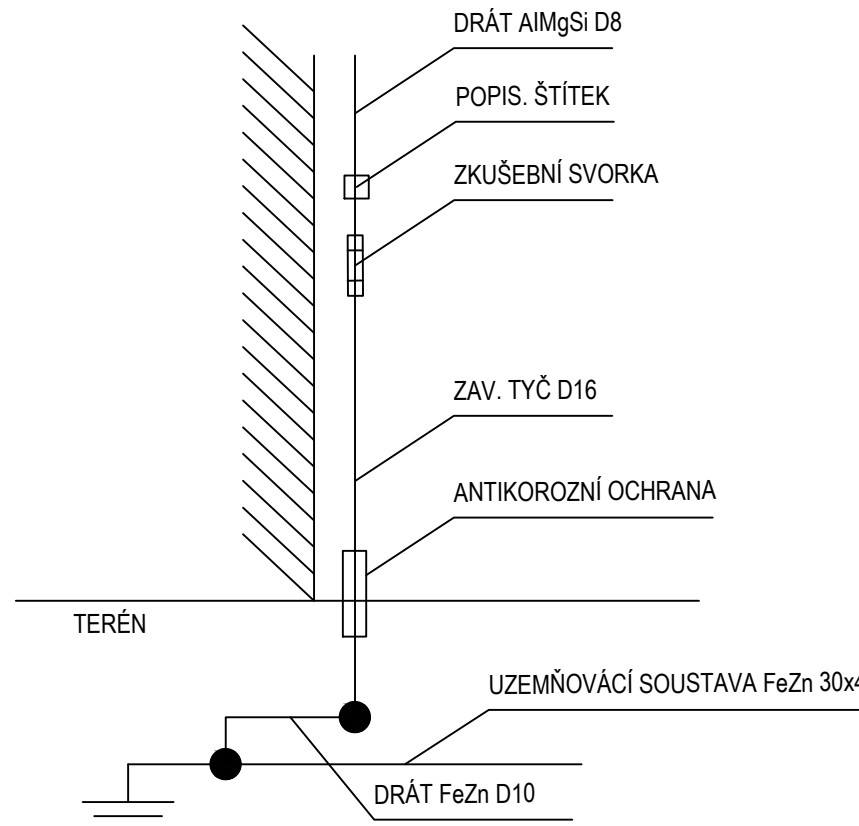 DRÁT AlMgSi D8
POPIS. ŠTÍTEK
ZKUŠEBNÍ SVORKA
ZAV. TYČ D16
ANTIKOROZNÍ OCHRANA
TERÉN
UZEMŇOVÁCÍ SOUSTAVA FeZn 30x4
DRÁT FeZn D10